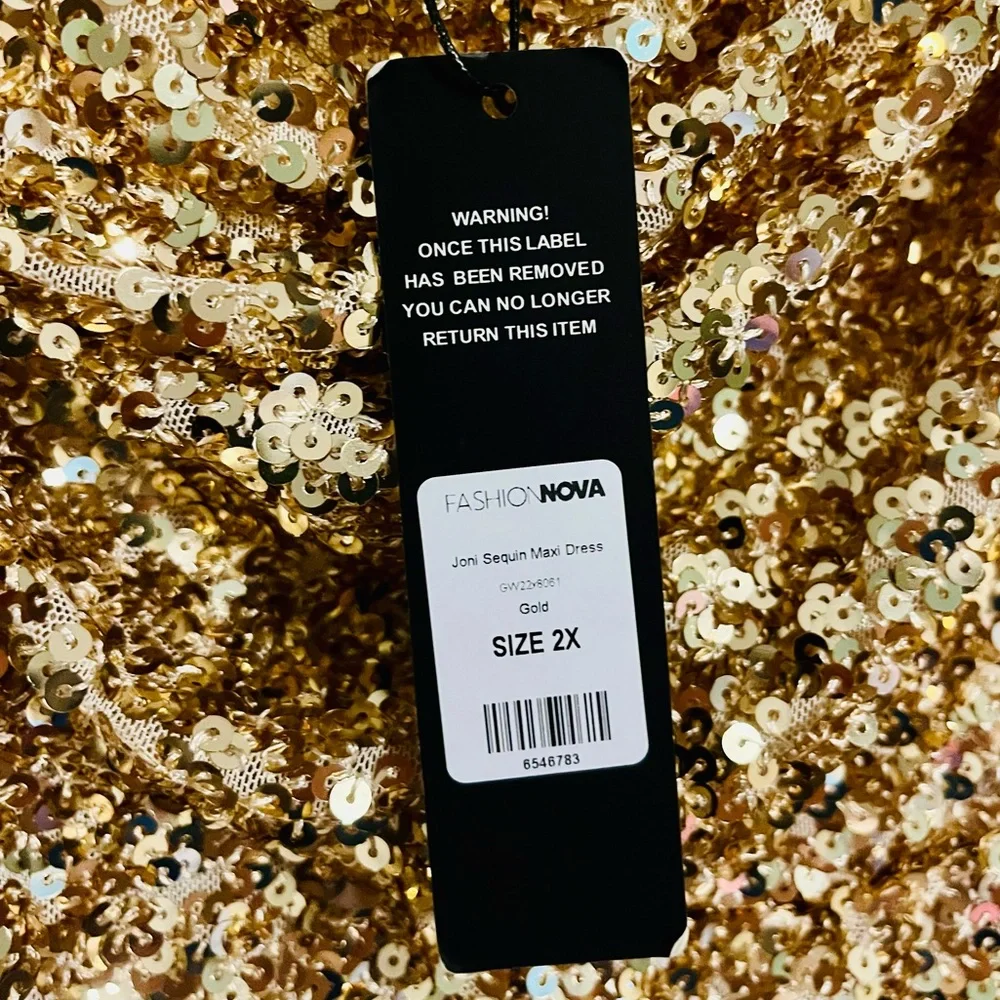 WARNING!
ONCE THIS LABEL
HAS BEEN REMOVED
YOU CAN NO LONGER
RETURN THIS ITEM
FASHIONNOVA
Joni Sequin Maxi Dress
Gold
SIZE 2X
6546783